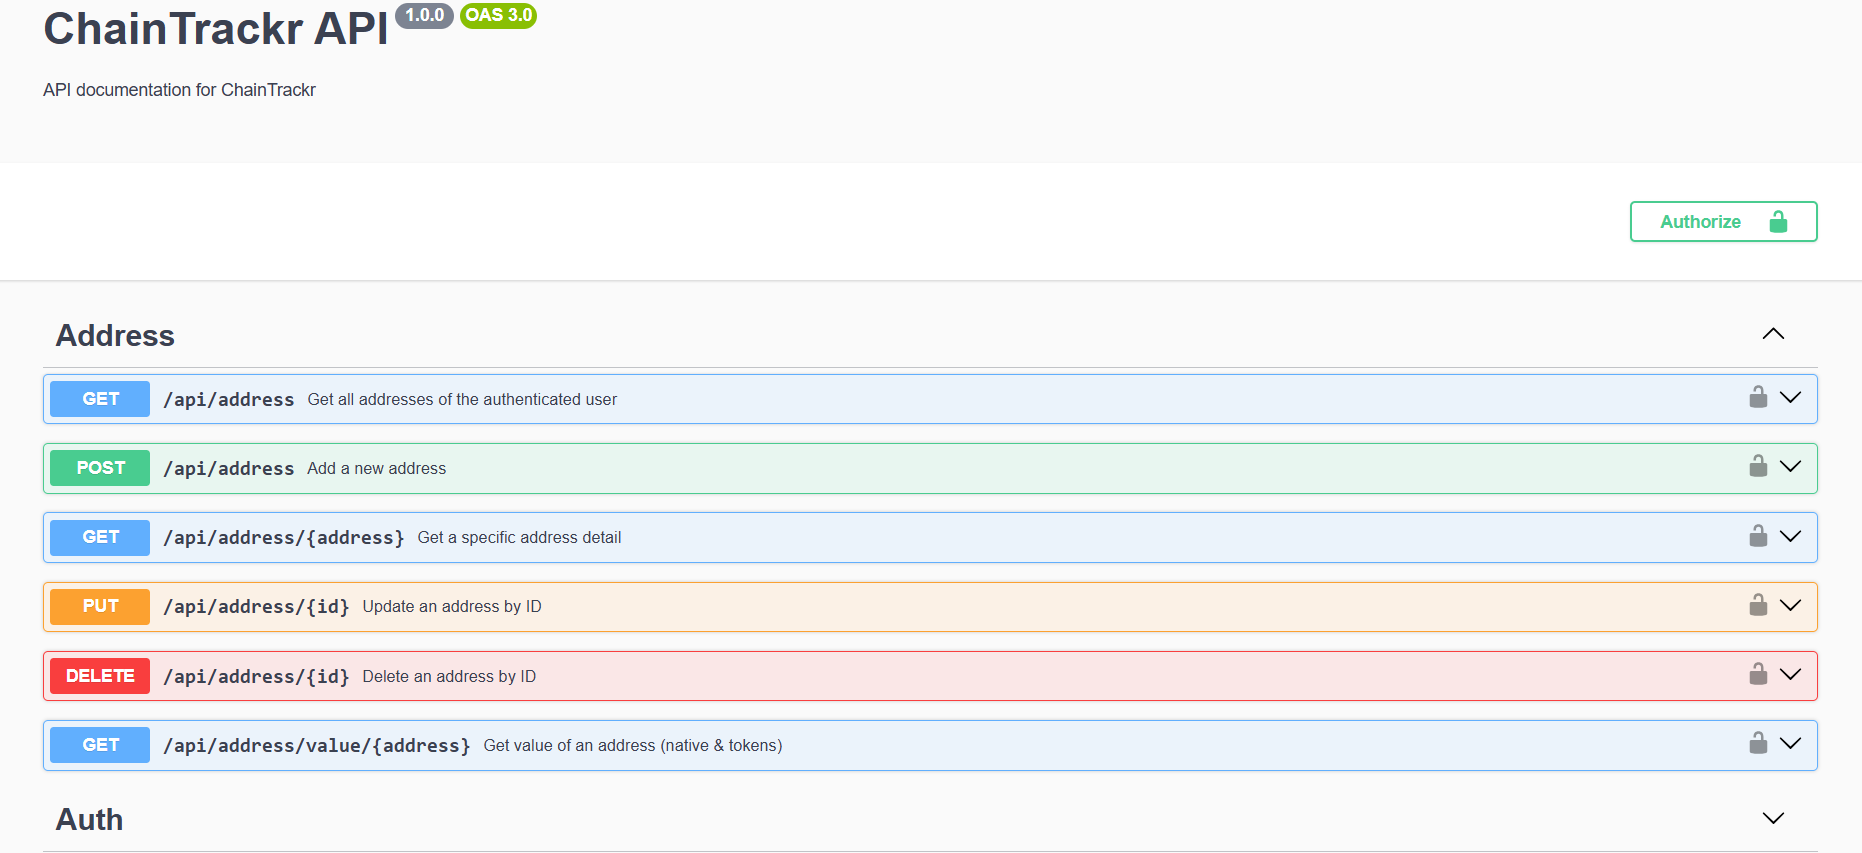 ChainTrackr API 1.0.0 OAS 3.0
API documentation for ChainTrackr
Authorize
Address
GET /api/address Get all addresses of the authenticated user
POST /api/address Add a new address
GET /api/address/{address} Get a specific address detail
PUT /api/address/{id} Update an address by ID
DELETE /api/address/{id} Delete an address by ID
GET /api/address/value/{address} Get value of an address (native & tokens)
Auth